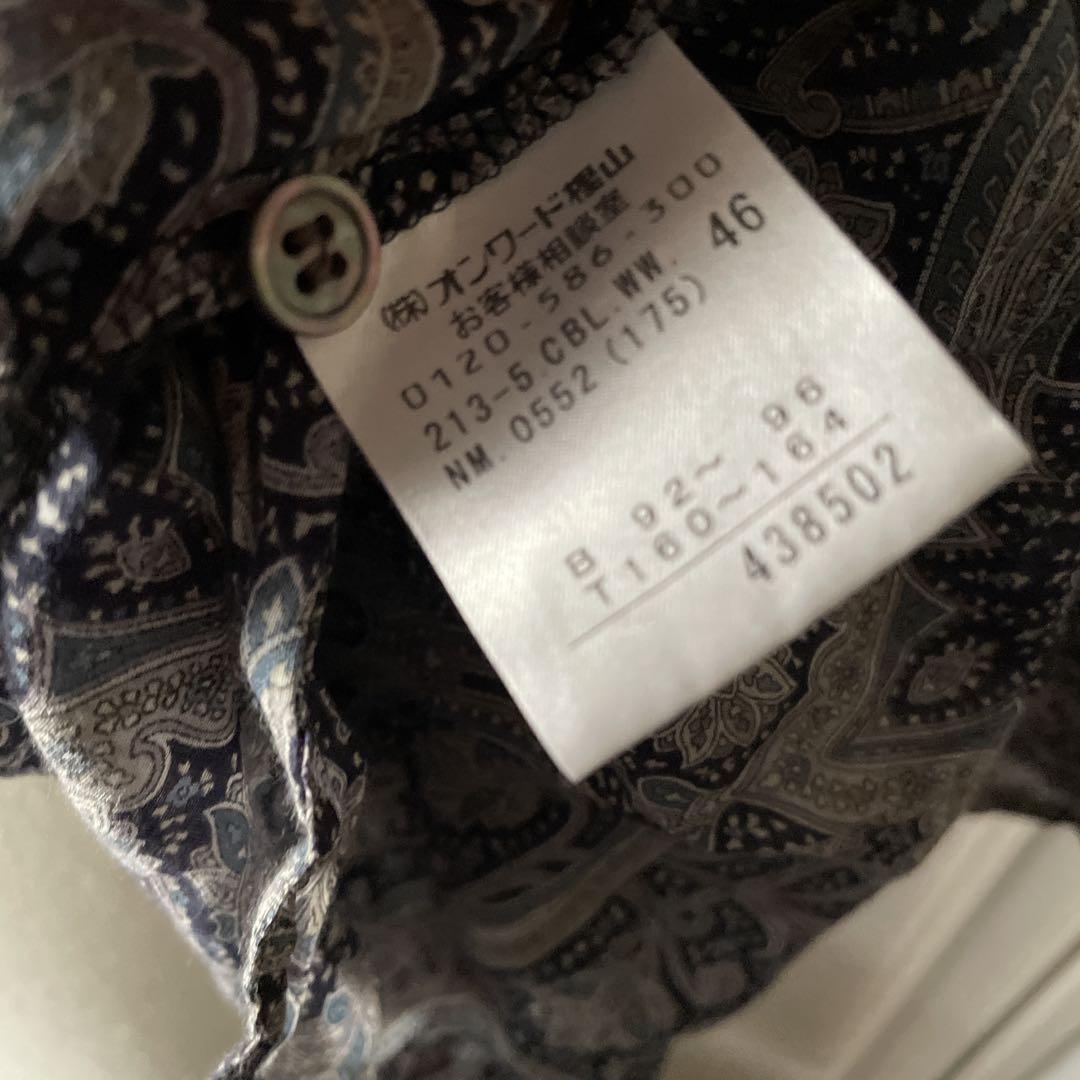 (株)オンワード樫山
お客様相談室
0120-586-300
213-5.CBL.WW. 46
NM.0552(175)
B 92〜 96
T160〜164
438502